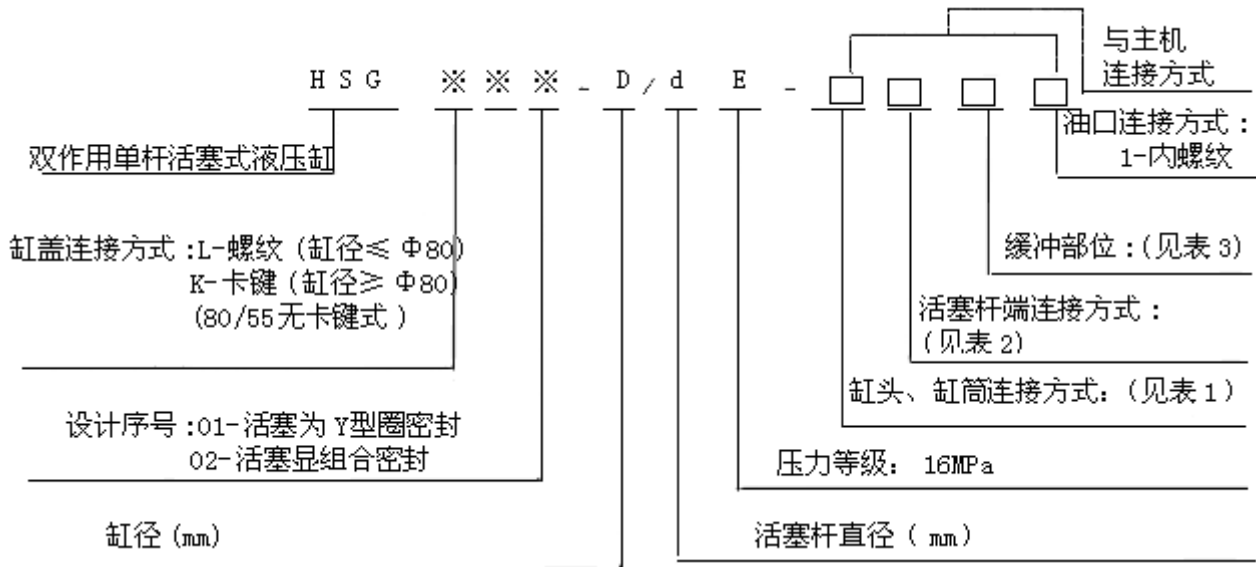 HSG ※※※-D/d E-□□□□
与主机
连接方式
油口连接方式：
1-内螺纹
双作用单杆活塞式液压缸
缸盖连接方式:L-螺纹(缸径≤Φ80)
K-卡键(缸径≥Φ80)
(80/55无卡键式)
缓冲部位:(见表3)
活塞杆端连接方式：
(见表2)
缸头、缸筒连接方式:(见表1)
设计序号:01-活塞为Y型圈密封
02-活塞显组合密封
压力等级: 16MPa
缸径(mm)
活塞杆直径(mm)